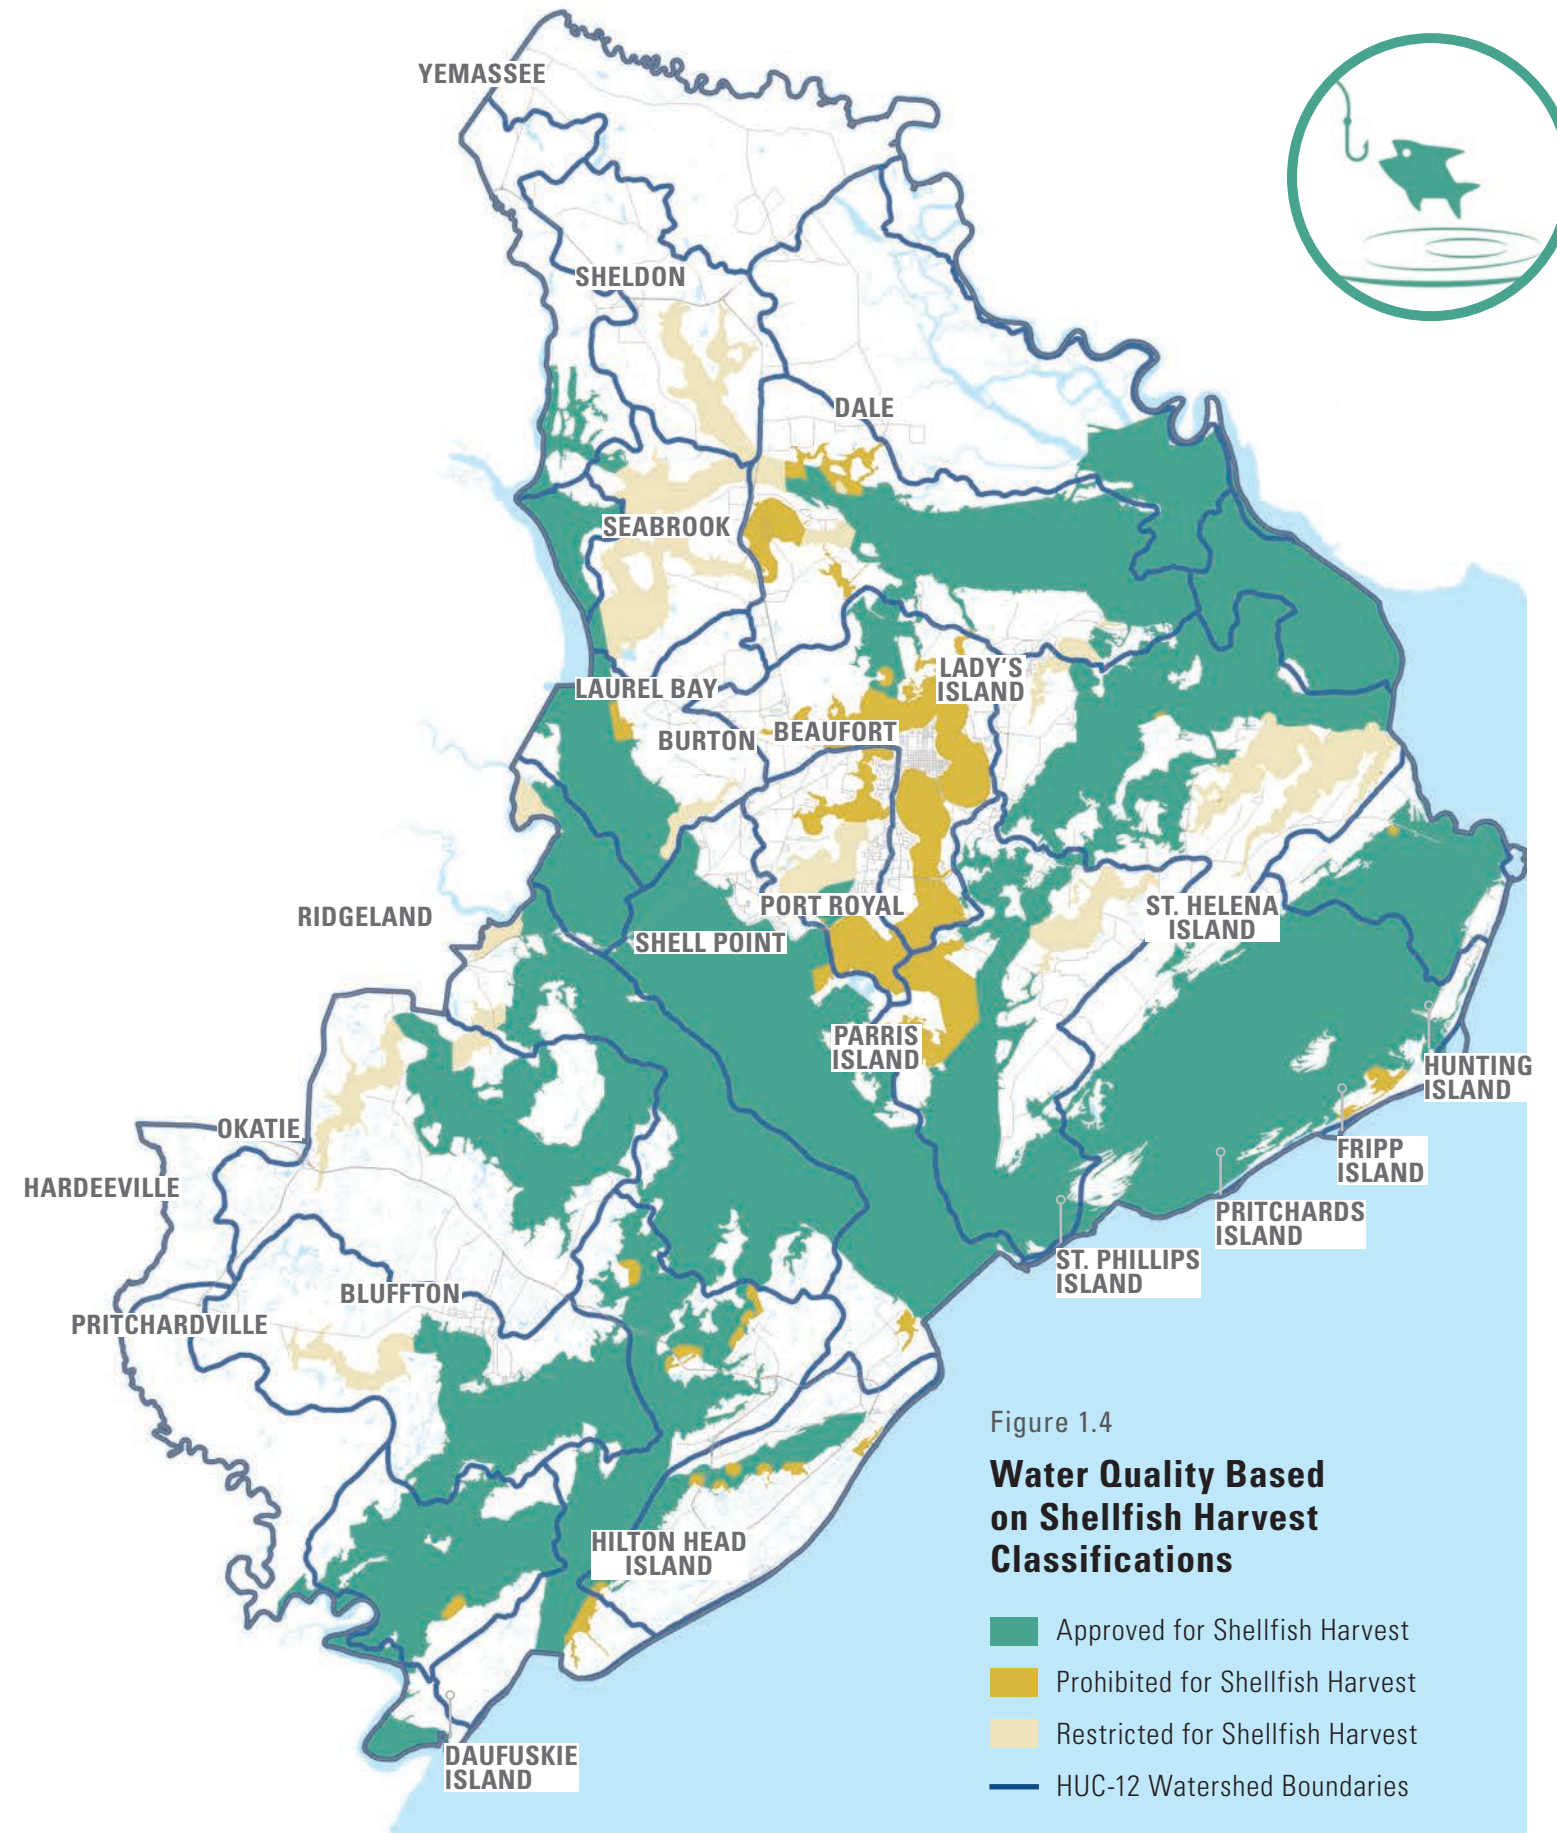 YEMASSEE
SHELDON
DALE
SEABROOK
LADY'S
ISLAND
LAUREL BAY
BURTON
BEAUFORT
RIDGELAND
PORT ROYAL
ST. HELENA
ISLAND
SHELL POINT
PARRIS
ISLAND
HUNTING
ISLAND
OKATIE
FRIPP
ISLAND
HARDEEVILLE
PRITCHARDS
ISLAND
ST. PHILLIPS
ISLAND
BLUFFTON
PRITCHARDVILLE
HILTON HEAD
ISLAND
DAUFUSKIE
ISLAND
Figure 1.4
Water Quality Based
on Shellfish Harvest
Classifications
Approved for Shellfish Harvest
Prohibited for Shellfish Harvest
Restricted for Shellfish Harvest
HUC-12 Watershed Boundaries